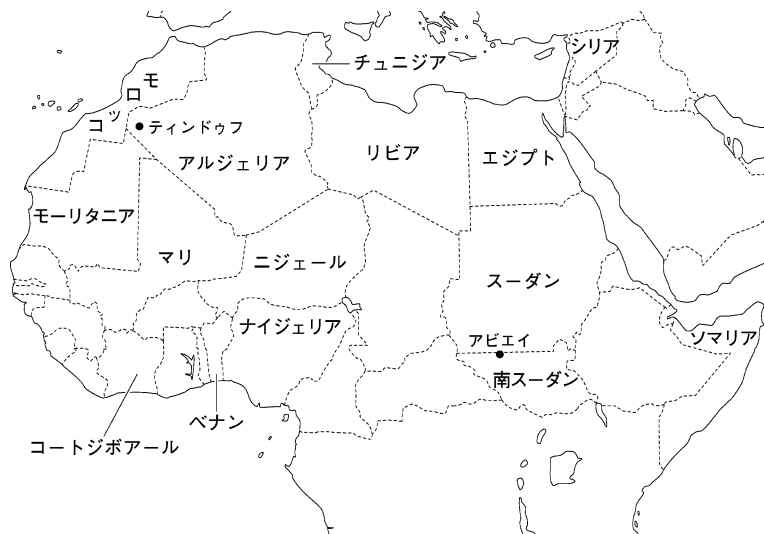 シリア
チュニジア
モロッコ
ティンドゥフ
アルジェリア
リビア
エジプト
モーリタニア
マリ
ニジェール
スーダン
ナイジェリア
アビエイ
ソマリア
南スーダン
ベナン
コートジボアール